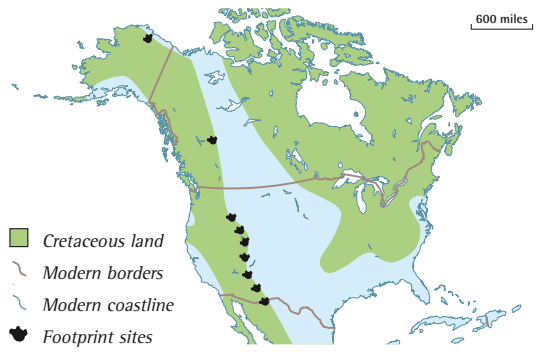 600 miles
Cretaceous land
Modern borders
Modern coastline
Footprint sites